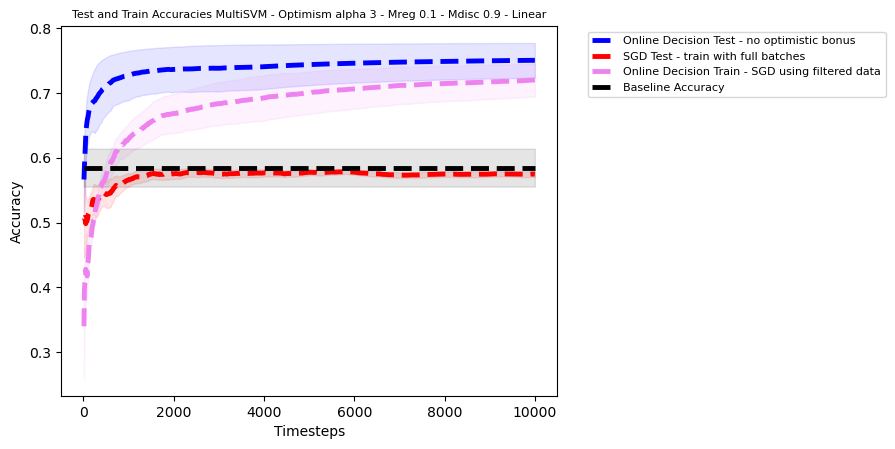 Test and Train Accuracies MultiSVM - Optimism alpha 3 - Mreg 0.1 - Mdisc 0.9 - Linear
0.8
0.7
0.6
0.5
0.4
0.3
Accuracy
0
2000
4000
6000
8000
10000
Timesteps
Online Decision Test - no optimistic bonus
SGD Test - train with full batches
Online Decision Train - SGD using filtered data
Baseline Accuracy